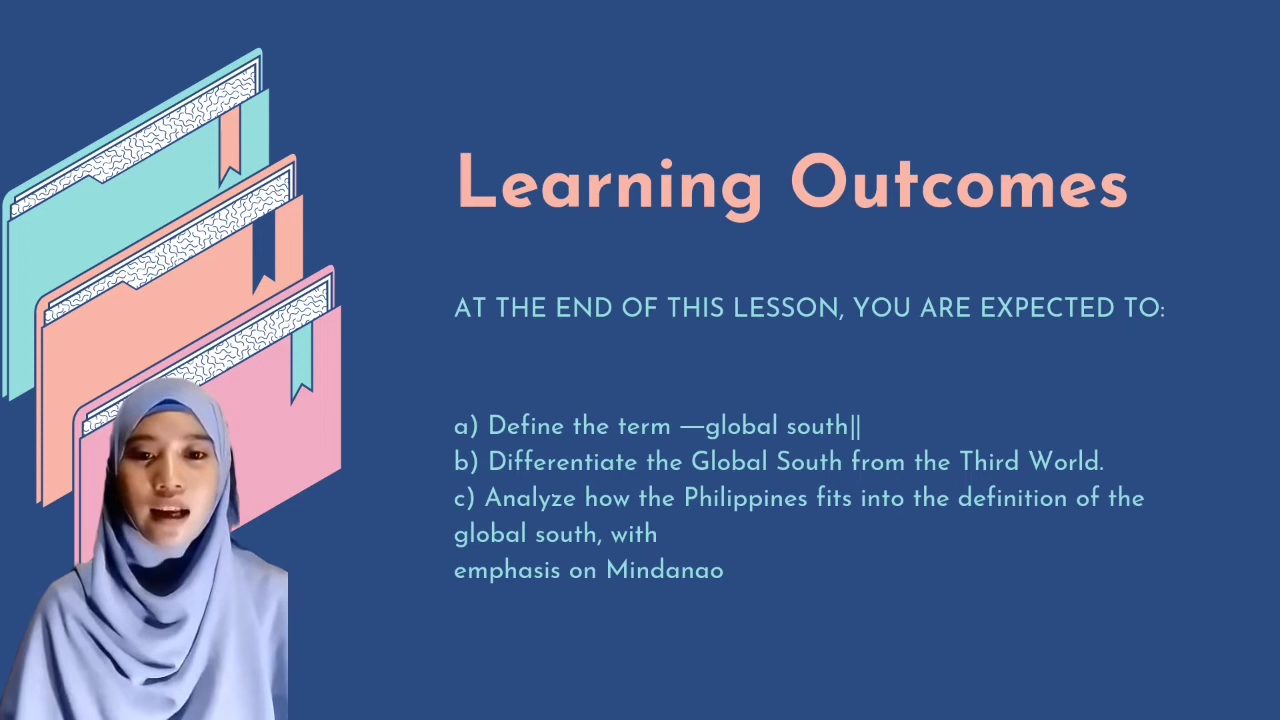 Learning Outcomes
AT THE END OF THIS LESSON, YOU ARE EXPECTED TO:
a) Define the term ―global south‖
b) Differentiate the Global South from the Third World.
c) Analyze how the Philippines fits into the definition of the
global south, with
emphasis on Mindanao